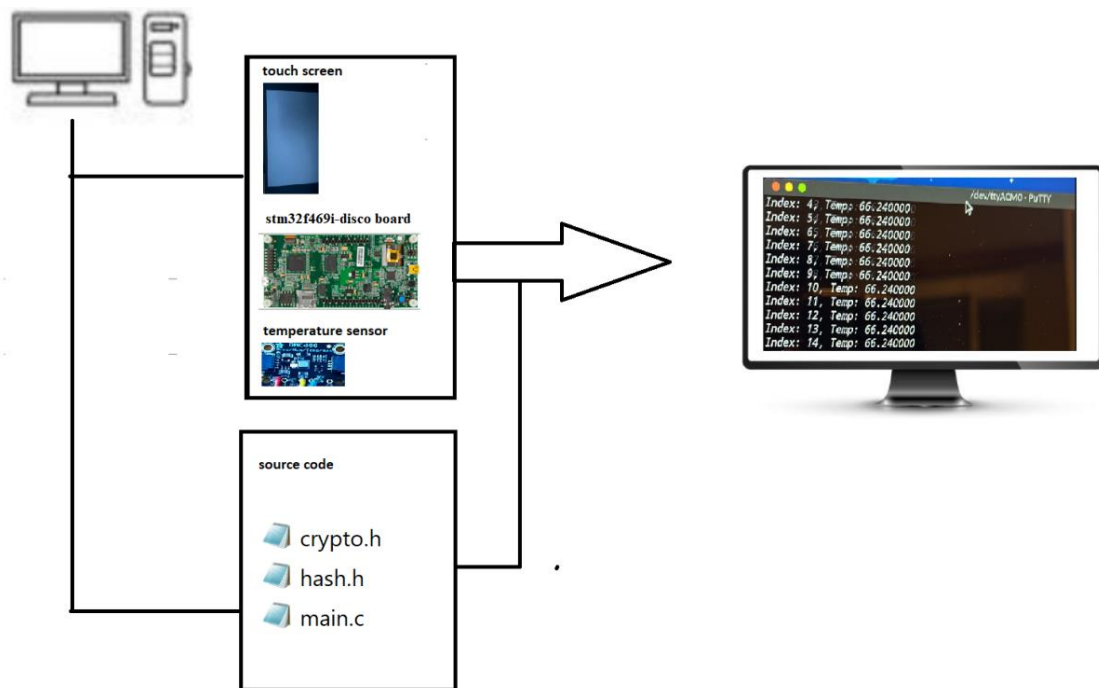 touch screen
stm32f469i-disco board
temperature sensor
source code
crypto.h
hash.h
main.c
/dev/ttyACM0 - PuTTY
Index: 4, Temp: 66.240000
Index: 5, Temp: 66.240000
Index: 6, Temp: 66.240000
Index: 7, Temp: 66.240000
Index: 8, Temp: 66.240000
Index: 9, Temp: 66.240000
Index: 10, Temp: 66.240000
Index: 11, Temp: 66.240000
Index: 12, Temp: 66.240000
Index: 13, Temp: 66.240000
Index: 14, Temp: 66.240000